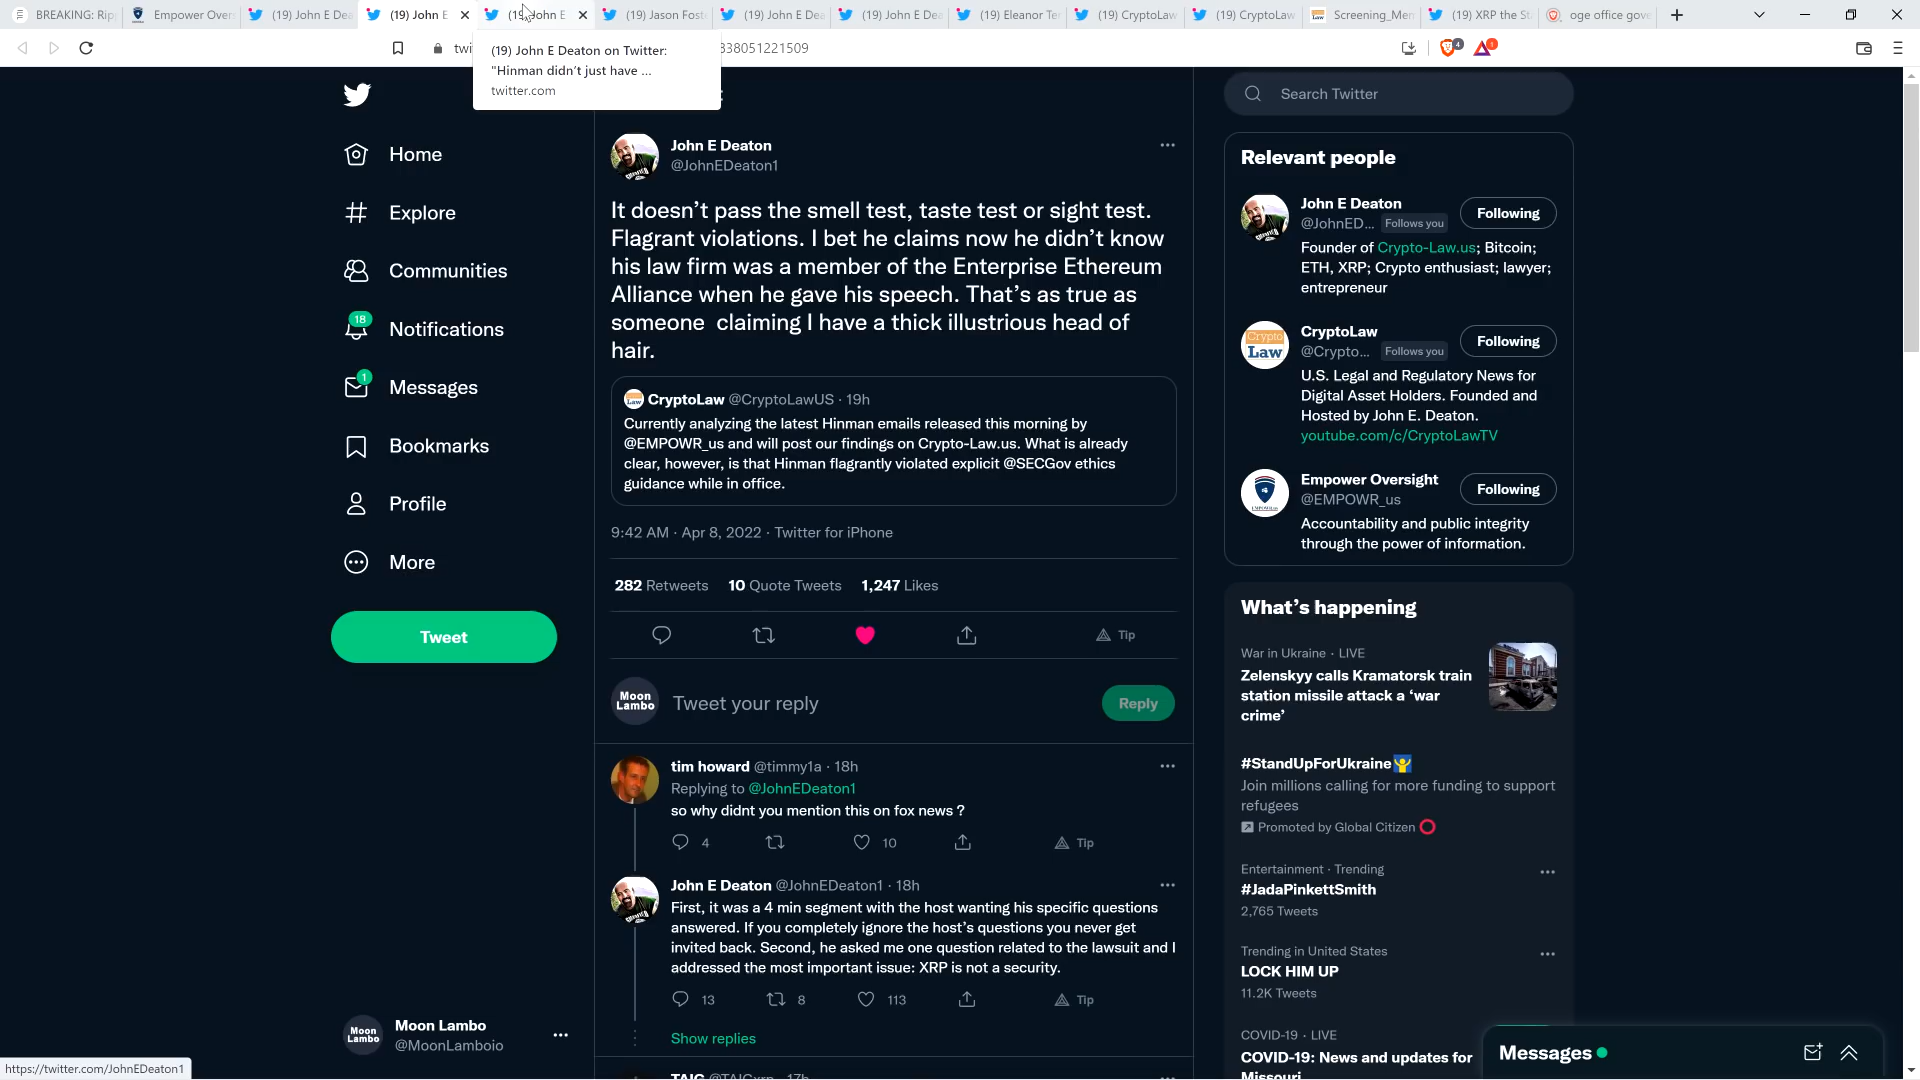 BREAKING: Rip
Empower Over
(19) John E Dea
(19) John E
(19) John E
(19) Jason Fost
(19) John E Dea
(19) John E Dea
(19) Eleanor Ter
(19) CryptoLaw
(19) CryptoLaw
Screening_Mem
(19) XRP the St
oge office gov
twi
338051221509
4
1
(19) John E Deaton on Twitter:
"Hinman didn't just have ...
twitter.com
Home
Explore
Communities
18
Notifications
1
Messages
Bookmarks
Profile
More
Tweet
Moon Lambo
Moon Lambo
@MoonLamboio
https://twitter.com/JohnEDeaton1
John E Deaton
@JohnEDeaton1
It doesn't pass the smell test, taste test or sight test.
Flagrant violations. I bet he claims now he didn't know
his law firm was a member of the Enterprise Ethereum
Alliance when he gave his speech. That's as true as
someone claiming I have a thick illustrious head of
hair.
CryptoLaw @CryptoLawUS · 19h
Currently analyzing the latest Hinman emails released this morning by
@EMPOWR_us and will post our findings on Crypto-Law.us. What is already
clear, however, is that Hinman flagrantly violated explicit @SECGov ethics
guidance while in office.
9:42 AM · Apr 8, 2022 · Twitter for iPhone
282 Retweets 10 Quote Tweets 1,247 Likes
Tip
Moon Lambo
Tweet your reply
Reply
tim howard @timmy1a · 18h
Replying to @JohnEDeaton1
so why didnt you mention this on fox news ?
4 10 Tip
John E Deaton @JohnEDeaton1 · 18h
First, it was a 4 min segment with the host wanting his specific questions
answered. If you completely ignore the host's questions you never get
invited back. Second, he asked me one question related to the lawsuit and I
addressed the most important issue: XRP is not a security.
13 8 113 Tip
Show replies
TAIG @TAIGxrp · 17h
Search Twitter
Relevant people
John E Deaton
@JohnED... Follows you
Following
Founder of Crypto-Law.us; Bitcoin;
ETH, XRP; Crypto enthusiast; lawyer;
entrepreneur
Crypto Law
CryptoLaw
@Crypto... Follows you
Following
U.S. Legal and Regulatory News for
Digital Asset Holders. Founded and
Hosted by John E. Deaton.
youtube.com/c/CryptoLawTV
Empower Oversight
@EMPOWR_us
Following
Accountability and public integrity
through the power of information.
What's happening
War in Ukraine · LIVE
Zelenskyy calls Kramatorsk train
station missile attack a 'war
crime'
#StandUpForUkraine
Join millions calling for more funding to support
refugees
Promoted by Global Citizen
Entertainment · Trending
#JadaPinkettSmith
2,765 Tweets
Trending in United States
LOCK HIM UP
11.2K Tweets
COVID-19 · LIVE
COVID-19: News and updates for
Missouri
Messages